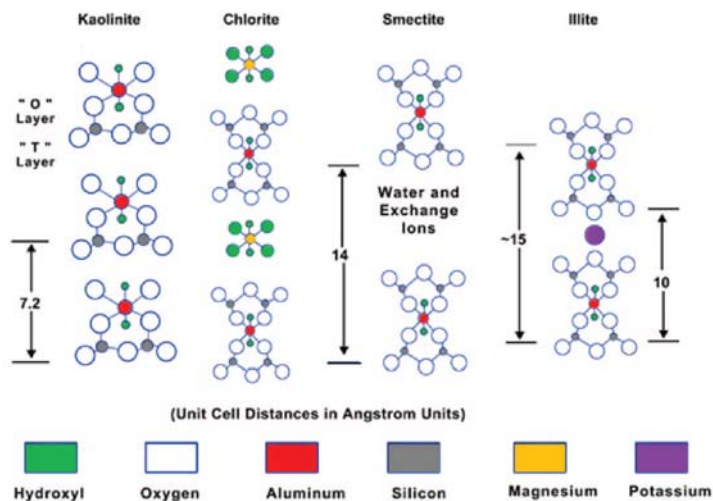 Kaolinite
Chlorite
Smectite
Illite
" O "
Layer
" T "
Layer
7.2
14
Water and
Exchange
Ions
~15
10
(Unit Cell Distances in Angstrom Units)
Hydroxyl
Oxygen
Aluminum
Silicon
Magnesium
Potassium